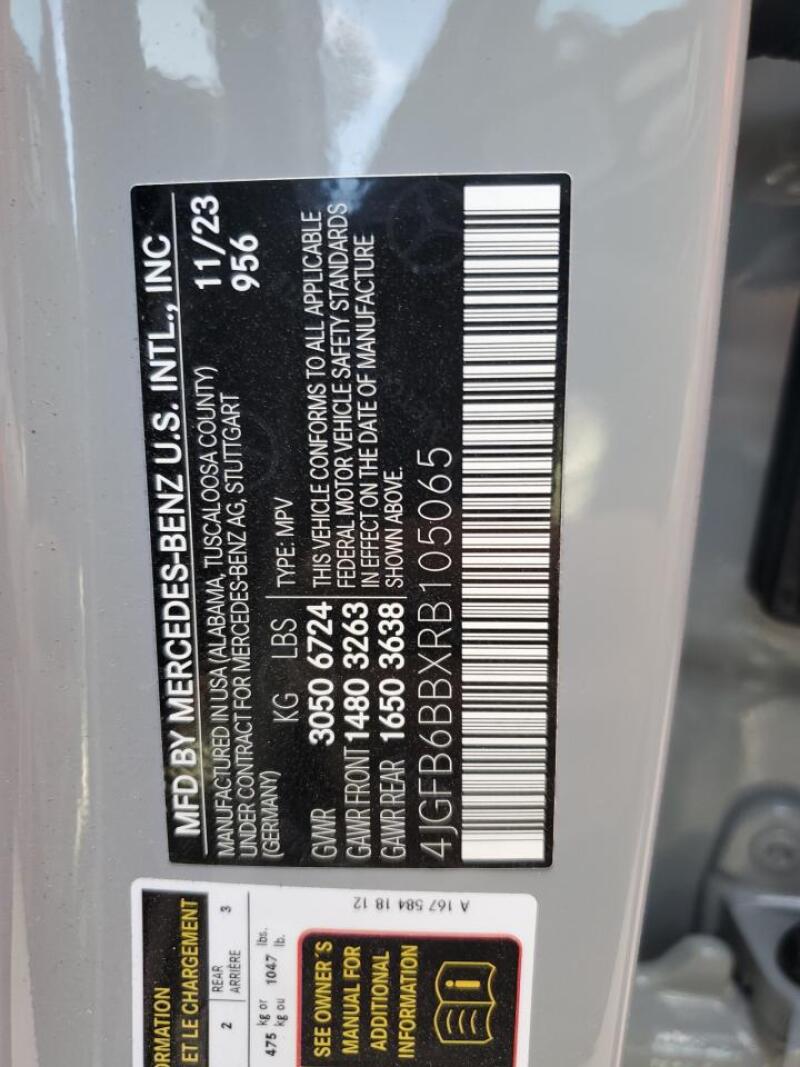 MFD BY MERCEDES-BENZ U.S. INTL., INC
MANUFACTURED IN USA (ALABAMA, TUSCALOOSA COUNTY)
UNDER CONTRACT FOR MERCEDES-BENZ AG, STUTTGART
(GERMANY)
11/23
956
KG LBS
GVWR 3050 6724
GAWR FRONT 1480 3263
GAWR REAR 1650 3638
TYPE: MPV
THIS VEHICLE CONFORMS TO ALL APPLICABLE
FEDERAL MOTOR VEHICLE SAFETY STANDARDS
IN EFFECT ON THE DATE OF MANUFACTURE
SHOWN ABOVE.
4JGFB6BBXRB105065
ET LE CHARGEMENT
2 REAR 3
ARRIÈRE
475 kg or 1047 lbs.
kg ou lb.
SEE OWNER'S
MANUAL FOR
ADDITIONAL
INFORMATION
A 167 584 18 12